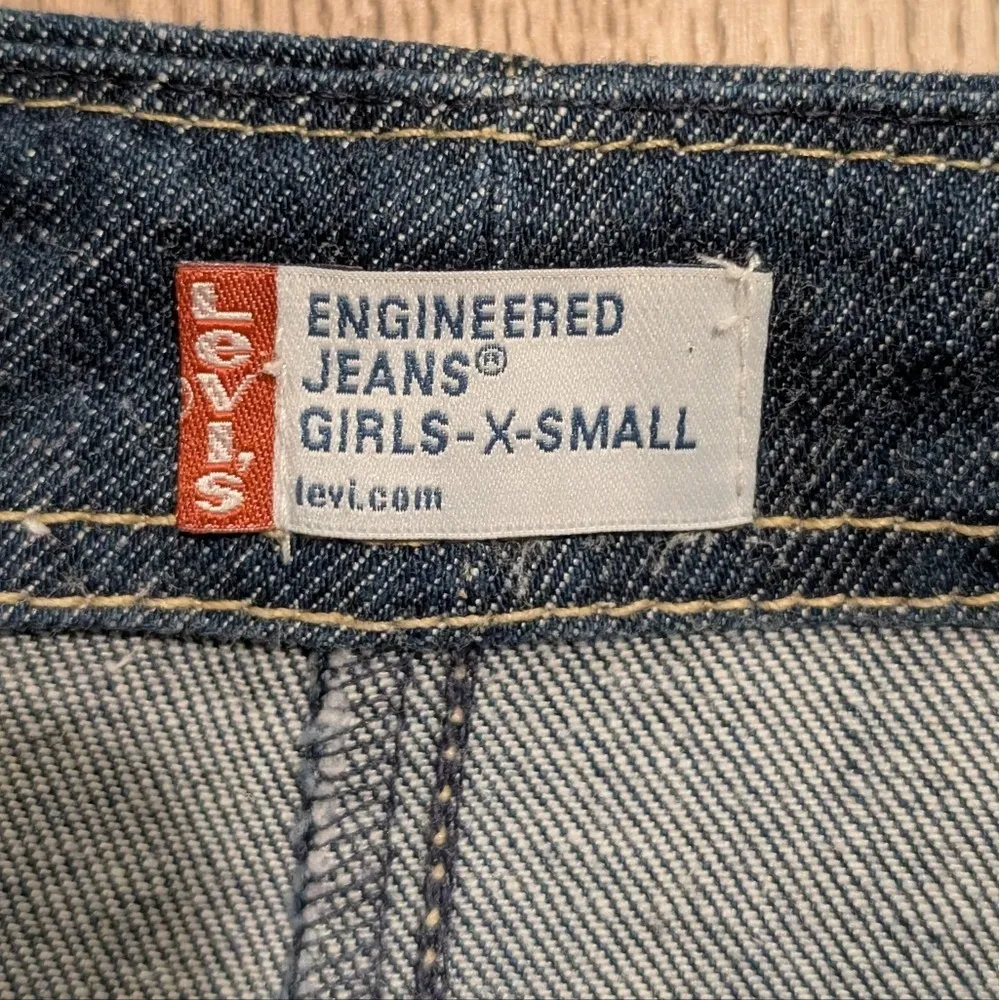 LeVI'S
ENGINEERED
JEANS®
GIRLS-X-SMALL
levi.com